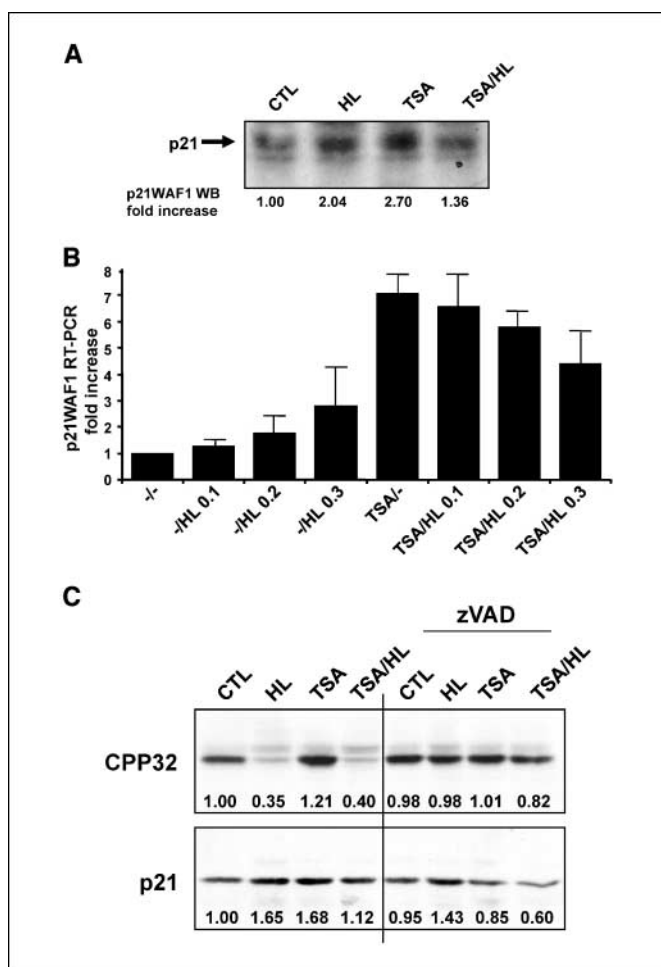 A
CTL HL TSA TSA/HL
p21
p21WAF1 WB
fold increase
1.00 2.04 2.70 1.36
B
p21WAF1 RT-PCR
fold increase
8
7
6
5
4
3
2
1
0
-/- -/HL 0.1 -/HL 0.2 -/HL 0.3 TSA/- TSA/HL 0.1 TSA/HL 0.2 TSA/HL 0.3
C
zVAD
CTL HL TSA TSA/HL CTL HL TSA TSA/HL
CPP32
1.00 0.35 1.21 0.40 0.98 0.98 1.01 0.82
p21
1.00 1.65 1.68 1.12 0.95 1.43 0.85 0.60